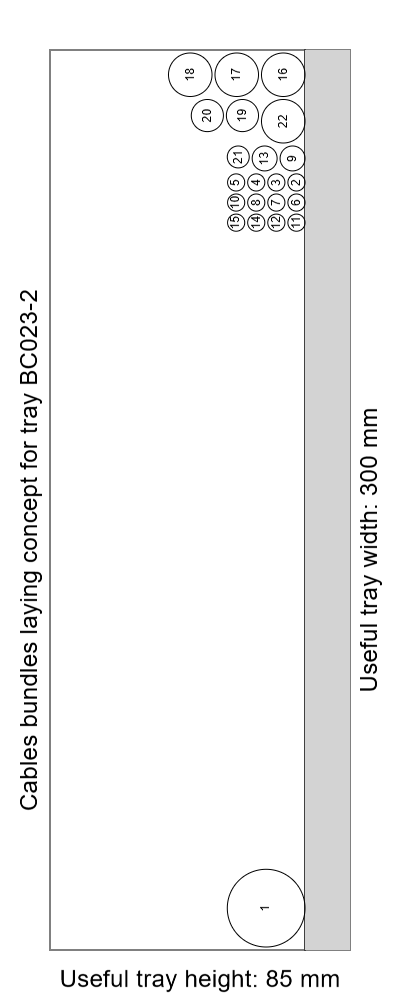 Cables bundles laying concept for tray BC023-2
18 17 16
20 19 22
21 13 9
5 4 3 2
10 8 7 6
15 14 12 11
1
Useful tray width: 300 mm
Useful tray height: 85 mm